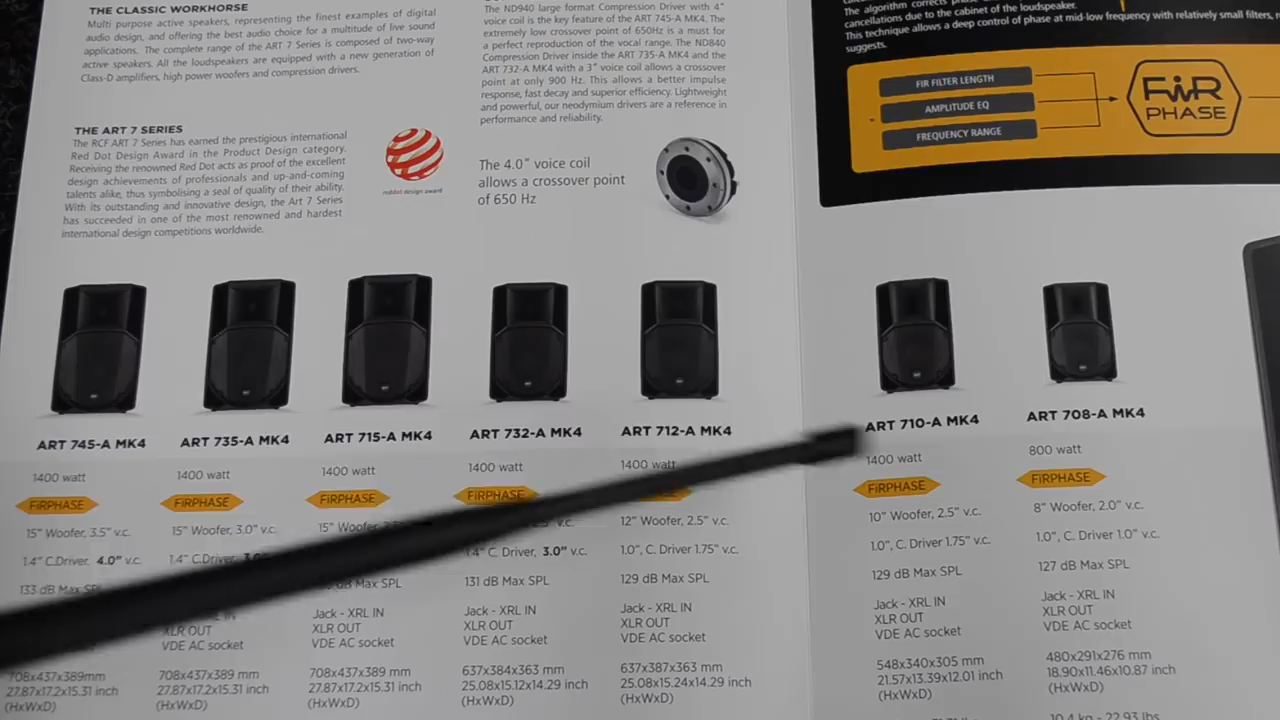 THE CLASSIC WORKHORSE
Multi purpose active speakers, representing the finest examples of digital
audio design, and offering the best audio choice for a multitude of live sound
applications. The complete range of the ART 7 Series is composed of two-way
active speakers. All the loudspeakers are equipped with a new generation of
Class-D amplifiers, high power woofers and compression drivers.
THE ART 7 SERIES
The RCF ART 7 Series has earned the prestigious international
Red Dot Design Award in the Product Design category.
Receiving the renowned Red Dot acts as proof of the excellent
design achievements of professionals and up-and-coming
talents alike, thus symbolising a seal of quality of their ability.
With its outstanding and innovative design, the Art 7 Series
has succeeded in one of the most renowned and hardest
international design competitions worldwide.
reddot design award
The ND940 large format Compression Driver with 4"
voice coil is the key feature of the ART 745-A MK4. The
extremely low crossover point of 650Hz is a must for
a perfect reproduction of the vocal range. The ND840
Compression Driver inside the ART 735-A MK4 and the
ART 732-A MK4 with a 3" voice coil allows a crossover
point at only 900 Hz. This allows a better impulse
response, fast decay and superior efficiency. Lightweight
and powerful, our neodymium drivers are a reference in
performance and reliability.
The 4.0" voice coil
allows a crossover point
of 650 Hz
The algorithm corrects
cancellations due to the cabinet of the loudspeaker.
This technique allows a deep control of phase at mid-low frequency with relatively small filters,
suggests.
FIR FILTER LENGTH
AMPLITUDE EQ
FREQUENCY RANGE
FiR
PHASE
ART 745-A MK4
1400 watt
FiRPHASE
15" Woofer, 3.5" v.c.
1.4" C.Driver, 4.0" v.c.
133 dB Max SPL
708x437x389mm
27.87x17.2x15.31 inch
(HxWxD)
ART 735-A MK4
1400 watt
FiRPHASE
15" Woofer, 3.0" v.c.
1.4" C.Driver,
XLR OUT
VDE AC socket
708x437x389 mm
27.87x17.2x15.31 inch
(HxWxD)
ART 715-A MK4
1400 watt
FiRPHASE
15" Woofer,
dB Max SPL
Jack - XRL IN
XLR OUT
VDE AC socket
708x437x389 mm
27.87x17.2x15.31 inch
(HxWxD)
ART 732-A MK4
1400 watt
FiRPHASE
v.c.
C. Driver, 3.0" v.c.
131 dB Max SPL
Jack - XRL IN
XLR OUT
VDE AC socket
637x384x363 mm
25.08x15.12x14.29 inch
(HxWxD)
ART 712-A MK4
1400 watt
12" Woofer, 2.5" v.c.
1.0", C. Driver 1.75" v.c.
129 dB Max SPL
Jack - XRL IN
XLR OUT
VDE AC socket
637x387x363 mm
25.08x15.24x14.29 inch
(HxWxD)
ART 710-A MK4
1400 watt
FiRPHASE
10" Woofer, 2.5" v.c.
1.0", C. Driver 1.75" v.c.
129 dB Max SPL
Jack - XRL IN
XLR OUT
VDE AC socket
548x340x305 mm
21.57x13.39x12.01 inch
(HxWxD)
ART 708-A MK4
800 watt
FiRPHASE
8" Woofer, 2.0" v.c.
1.0", C. Driver 1.0" v.c.
127 dB Max SPL
Jack - XRL IN
XLR OUT
VDE AC socket
480x291x276 mm
18.90x11.46x10.87 inch
(HxWxD)
10.4 kg - 22.93 lbs